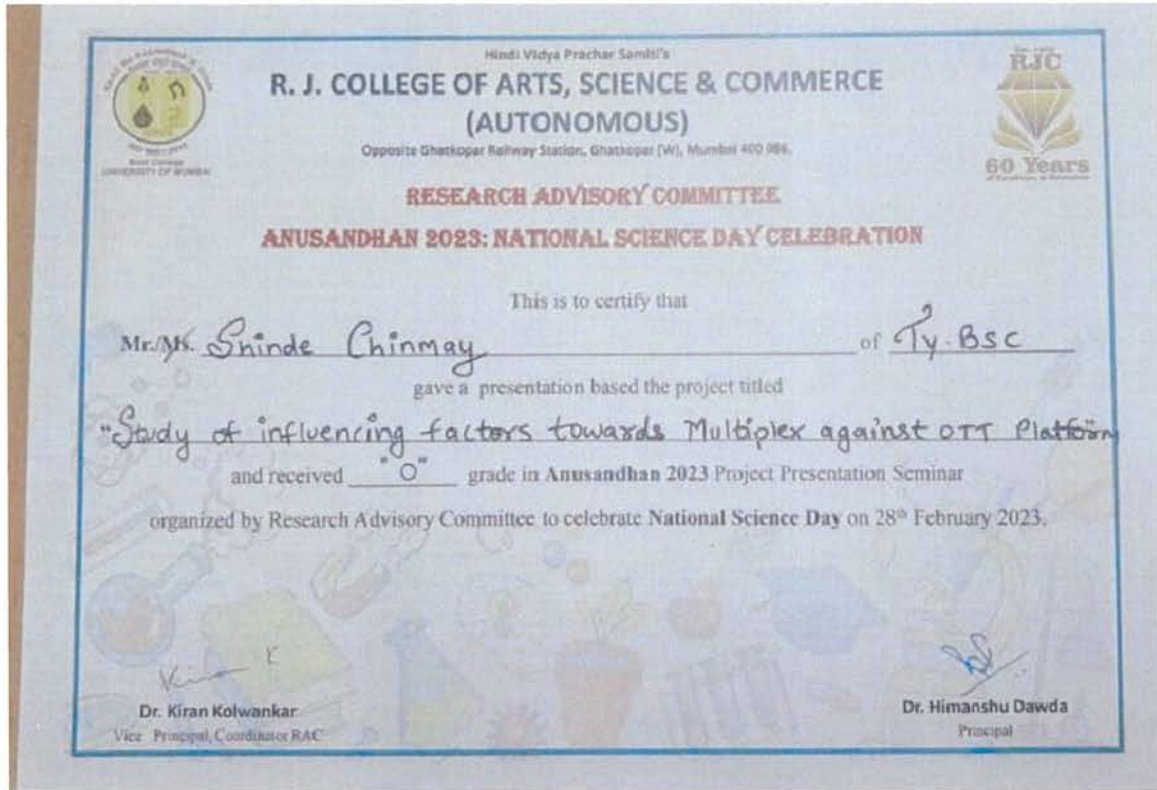 Hindi Vidya Prachar Samiti's
R. J. COLLEGE OF ARTS, SCIENCE & COMMERCE
(AUTONOMOUS)
Opposite Ghatkopar Railway Station, Ghatkopar (W), Mumbai 400 086.
UNIVERSITY OF MUMBAI
RJC
60 Years
RESEARCH ADVISORY COMMITTEE
ANUSANDHAN 2023: NATIONAL SCIENCE DAY CELEBRATION
This is to certify that
Mr./Ms. Shinde Chinmay of Ty. BSC
gave a presentation based the project titled
"Study of influencing factors towards Multiplex against OTT Platform"
and received "O" grade in Anusandhan 2023 Project Presentation Seminar
organized by Research Advisory Committee to celebrate National Science Day on 28th February 2023.
Dr. Kiran Kolwankar
Vice Principal, Coordinator RAC
Dr. Himanshu Dawda
Principal